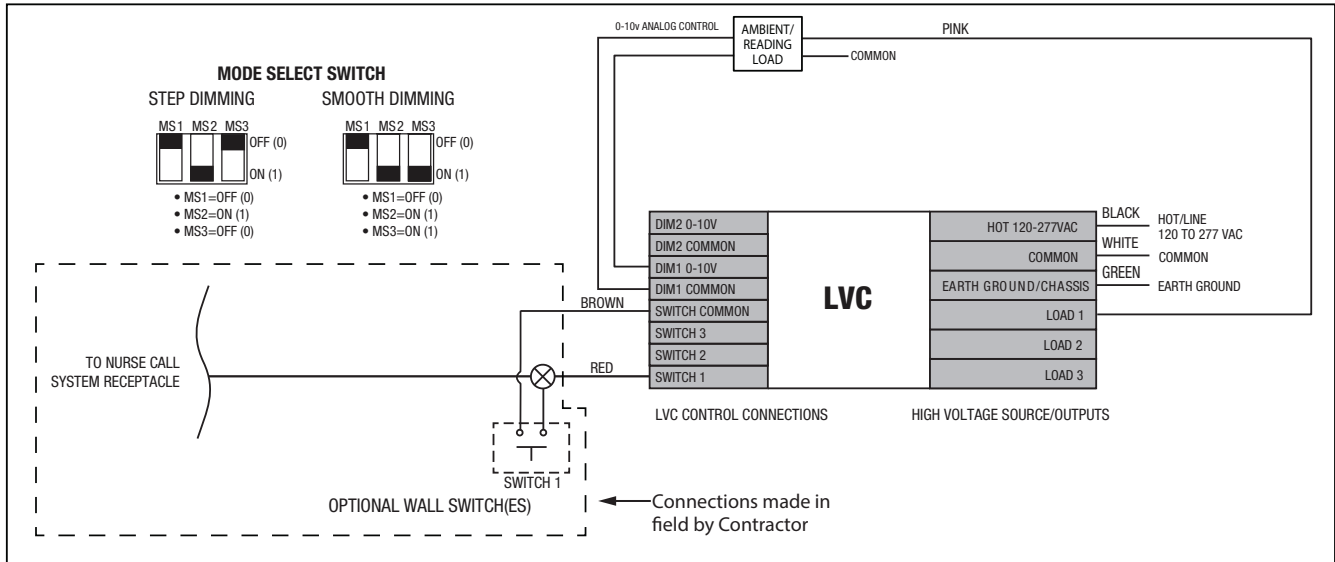 0-10v ANALOG CONTROL
AMBIENT/
READING
LOAD
PINK
COMMON
MODE SELECT SWITCH
STEP DIMMING
MS1 MS2 MS3
OFF (0)
ON (1)
• MS1=OFF (0)
• MS2=ON (1)
• MS3=OFF (0)
SMOOTH DIMMING
MS1 MS2 MS3
OFF (0)
ON (1)
• MS1=OFF (0)
• MS2=ON (1)
• MS3=ON (1)
DIM2 0-10V
DIM2 COMMON
DIM1 0-10V
DIM1 COMMON
SWITCH COMMON
SWITCH 3
SWITCH 2
SWITCH 1
LVC
HOT 120-277VAC
COMMON
EARTH GROUND/CHASSIS
LOAD 1
LOAD 2
LOAD 3
BLACK
HOT/LINE
120 TO 277 VAC
WHITE
COMMON
GREEN
EARTH GROUND
BROWN
RED
TO NURSE CALL
SYSTEM RECEPTACLE
LVC CONTROL CONNECTIONS
HIGH VOLTAGE SOURCE/OUTPUTS
SWITCH 1
OPTIONAL WALL SWITCH(ES)
Connections made in
field by Contractor